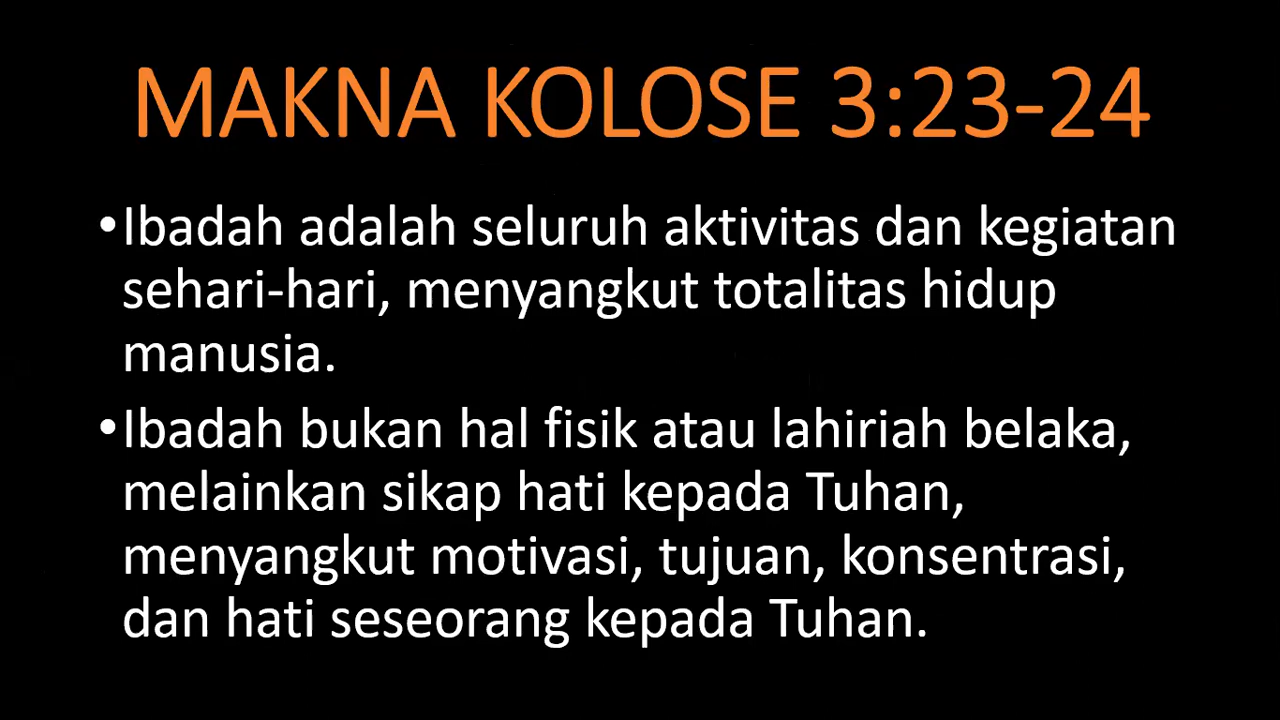 MAKNA KOLOSE 3:23-24
•Ibadah adalah seluruh aktivitas dan kegiatan
sehari-hari, menyangkut totalitas hidup
manusia.
•Ibadah bukan hal fisik atau lahiriah belaka,
melainkan sikap hati kepada Tuhan,
menyangkut motivasi, tujuan, konsentrasi,
dan hati seseorang kepada Tuhan.